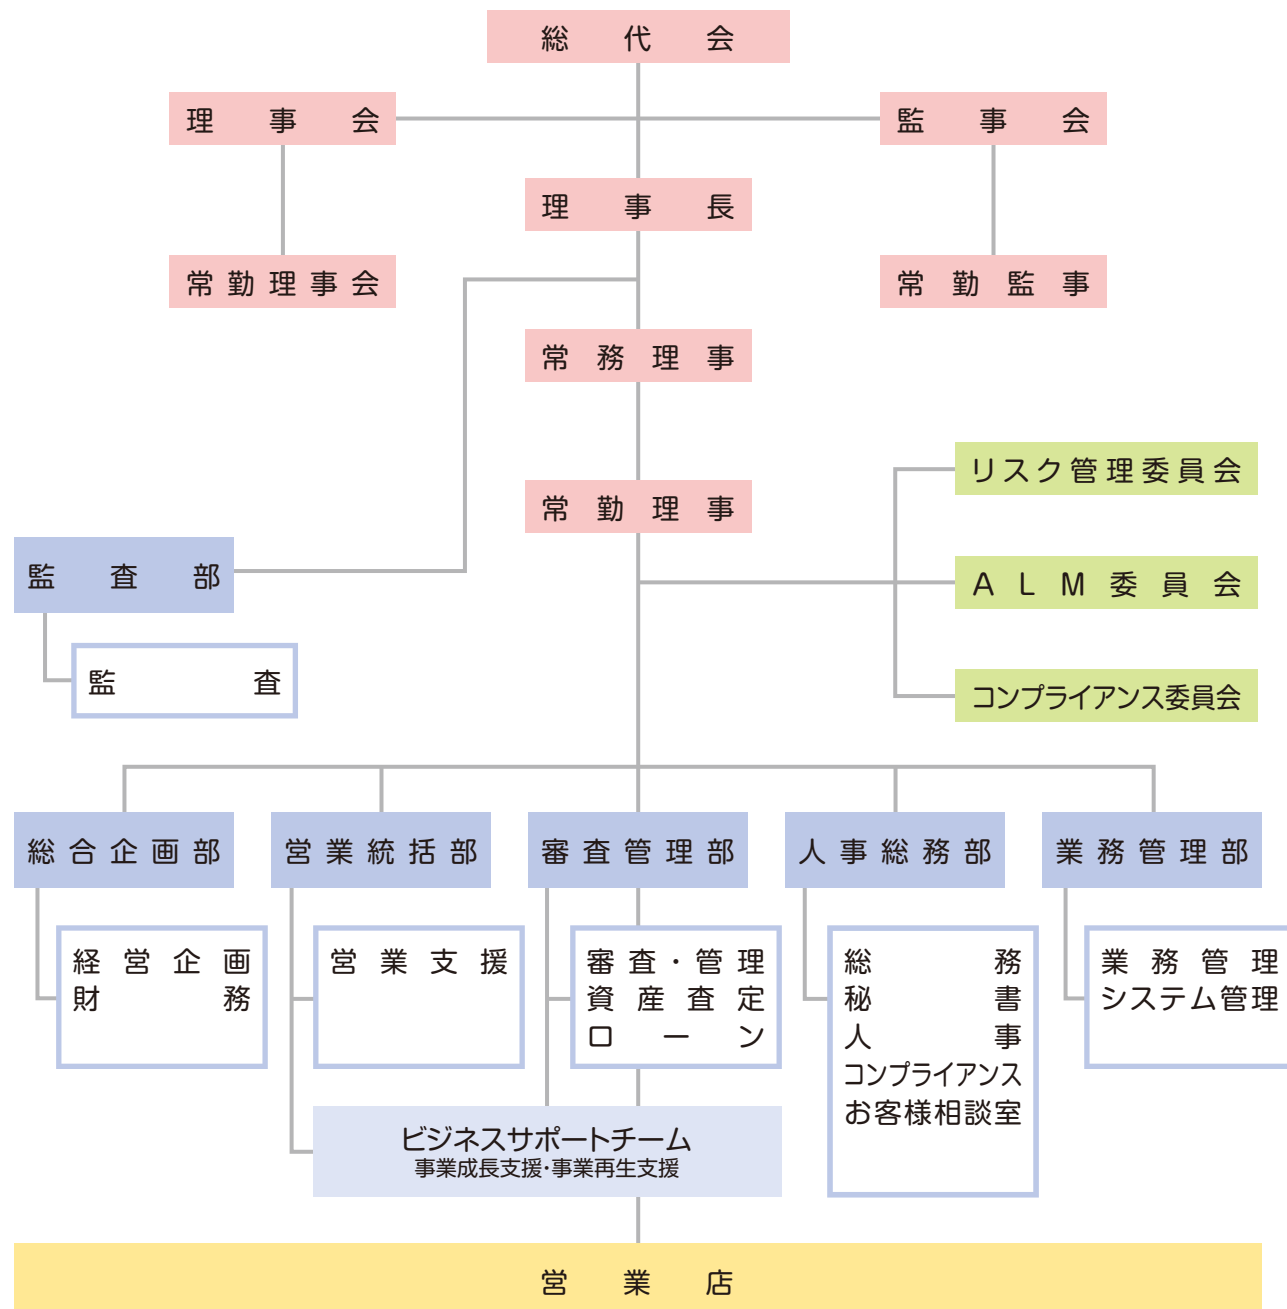 総代会
理事会
監事会
理事長
常勤理事会
常勤監事
常務理事
リスク管理委員会
常勤理事
監査部
ALM委員会
監査
コンプライアンス委員会
総合企画部
営業統括部
審査管理部
人事総務部
業務管理部
経営企画
財務
営業支援
審査・管理
資産査定
ローン
総務
秘書
人事
コンプライアンス
お客様相談室
業務管理
システム管理
ビジネスサポートチーム
事業成長支援・事業再生支援
営業店